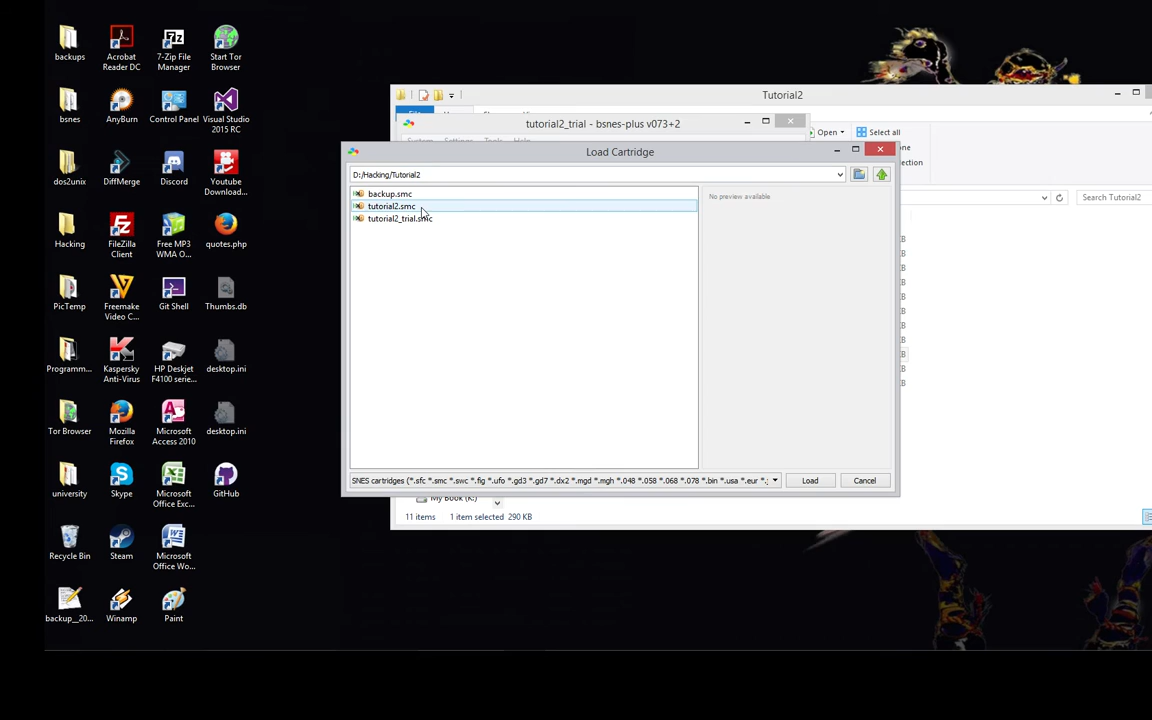 backups
Acrobat
Reader DC
7-Zip File
Manager
Start Tor
Browser
bsnes
AnyBurn
Control Panel
Visual Studio
2015 RC
dos2unix
DiffMerge
Discord
Youtube
Download...
Hacking
FileZilla
Client
Free MP3
WMA O...
quotes.php
PicTemp
Freemake
Video C...
Git Shell
Thumbs.db
Programm...
Kaspersky
Anti-Virus
HP Deskjet
F4100 serie...
desktop.ini
Tor Browser
Mozilla
Firefox
Microsoft
Access 2010
desktop.ini
university
Skype
Microsoft
Office Exc...
GitHub
Recycle Bin
Steam
Microsoft
Office Wo...
backup_20...
Winamp
Paint
Tutorial2
tutorial2_trial - bsnes-plus v073+2
Open
Select all
Load Cartridge
D:/Hacking/Tutorial2
Search Tutorial2
backup.smc
tutorial2.smc
tutorial2_trial.smc
No preview available
SNES cartridges (*.sfc *.smc *.swc *.fig *.ufo *.gd3 *.gd7 *.dx2 *.mgd *.mgh *.048 *.058 *.068 *.078 *.bin *.usa *.eur *.
Load
Cancel
My Book (K:)
11 items
1 item selected 290 KB